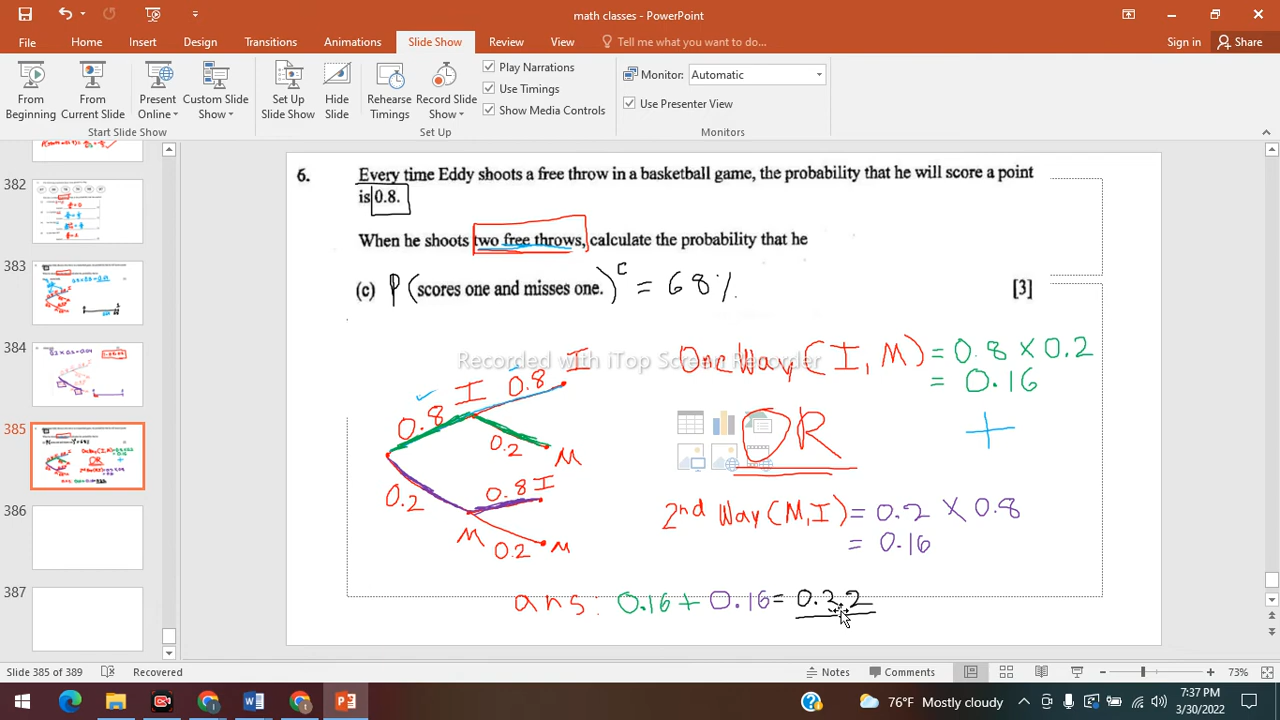 math classes - PowerPoint
File Home Insert Design Transitions Animations Slide Show Review View Tell me what you want to do... Sign in Share
From Beginning
From Current Slide
Present Online
Custom Slide Show
Start Slide Show
Set Up Slide Show
Hide Slide
Rehearse Timings
Record Slide Show
Play Narrations
Use Timings
Show Media Controls
Set Up
Monitor: Automatic
Use Presenter View
Monitors
382
383
384
385
386
387
6. Every time Eddy shoots a free throw in a basketball game, the probability that he will score a point
is 0.8.
When he shoots two free throws, calculate the probability that he
(c) P(scores one and misses one.)ᶜ = 68% [3]
Recorded with iTop Screen Recorder
One Way (I, M) = 0.8 × 0.2
= 0.16
+
OR
2nd Way (M, I) = 0.2 × 0.8
= 0.16
0.8 I 0.8 I
0.2 M
0.2 M 0.8 I
0.2 M
ans: 0.16 + 0.16 = 0.32
Slide 385 of 389 Recovered Notes Comments 73%
76°F Mostly cloudy 7:37 PM
3/30/2022